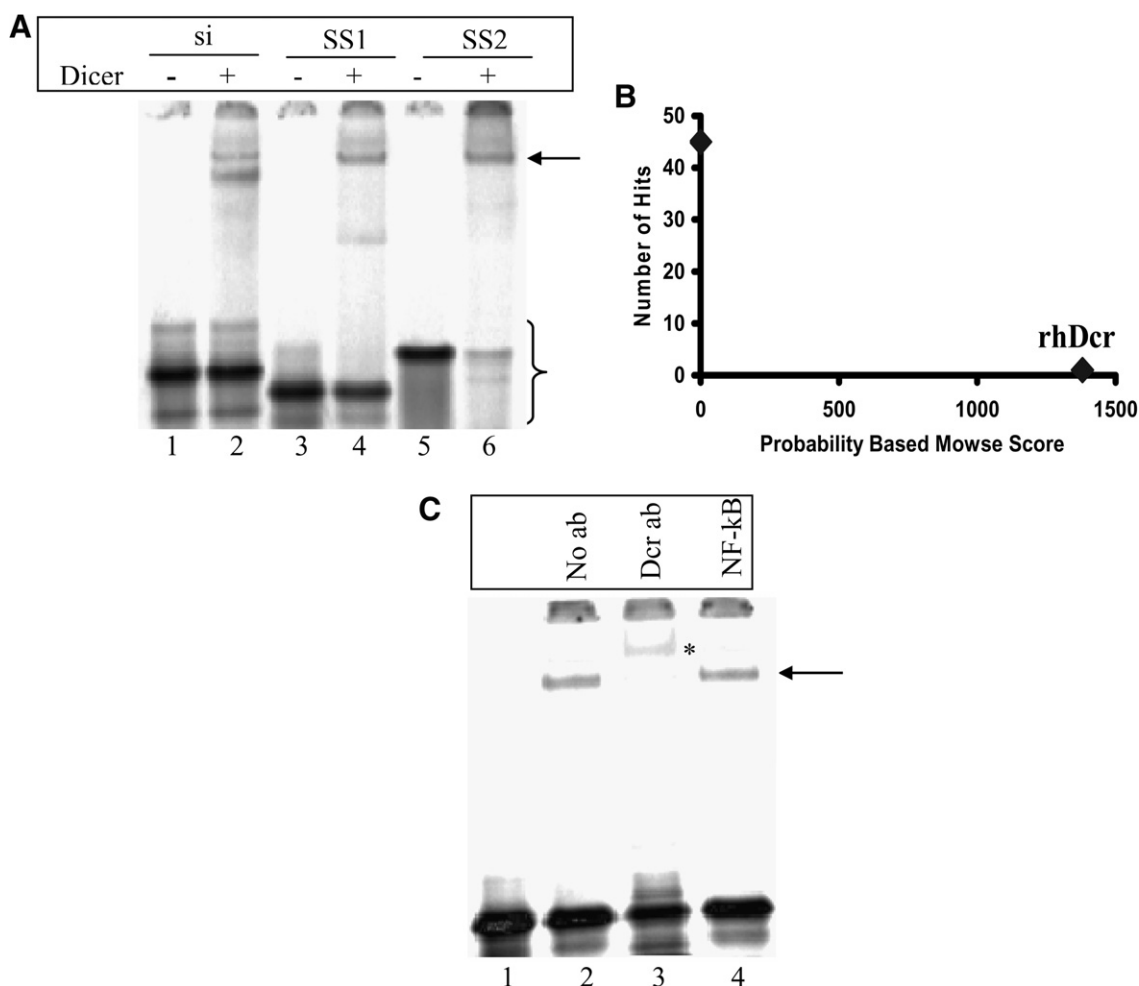 A
si SS1 SS2
Dicer - + - + - +
1 2 3 4 5 6
B
50
40
30
20
10
0
Number of Hits
rhDcr
0 500 1000 1500
Probability Based Mowse Score
C
No ab Dcr ab NF-kB
*
1 2 3 4